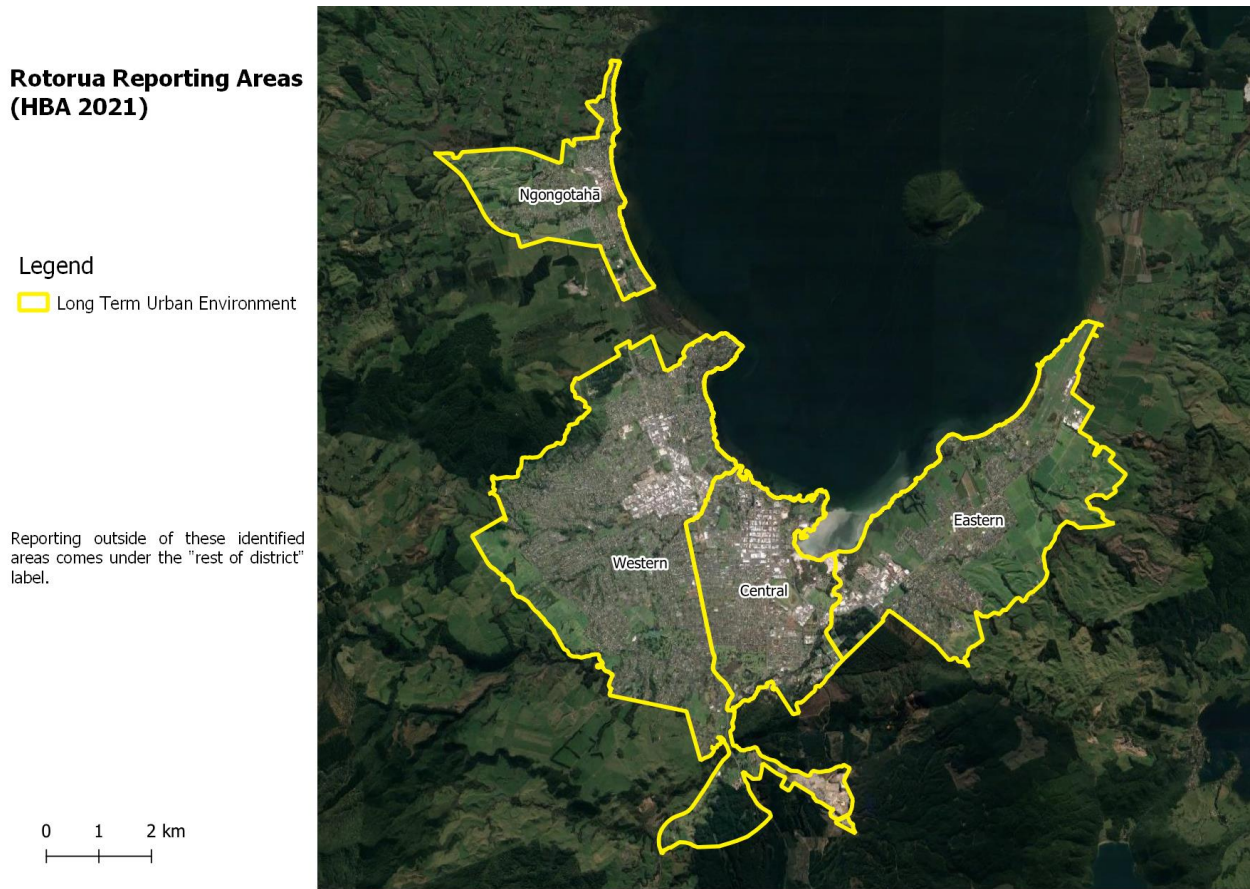 Rotorua Reporting Areas
(HBA 2021)
Legend
Long Term Urban Environment
Reporting outside of these identified
areas comes under the "rest of district"
label.
0 1 2 km
Ngongotahā
Western
Central
Eastern